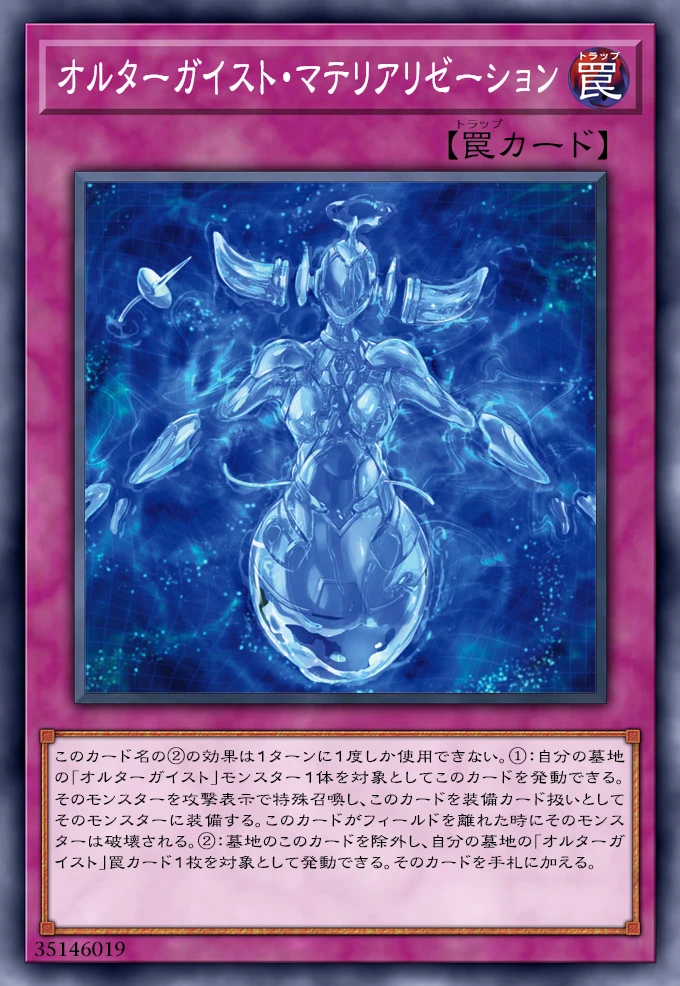 オルターガイスト・マテリアリゼーション
トラップ
罠
トラップ
【罠カード】
このカード名の②の効果は1ターンに1度しか使用できない。①:自分の墓地
の「オルターガイスト」モンスター1体を対象としてこのカードを発動できる。
そのモンスターを攻撃表示で特殊召喚し、このカードを装備カード扱いとして
そのモンスターに装備する。このカードがフィールドを離れた時にそのモンス
ターは破壊される。②:墓地のこのカードを除外し、自分の墓地の「オルターガ
イスト」罠カード1枚を対象として発動できる。そのカードを手札に加える。
35146019